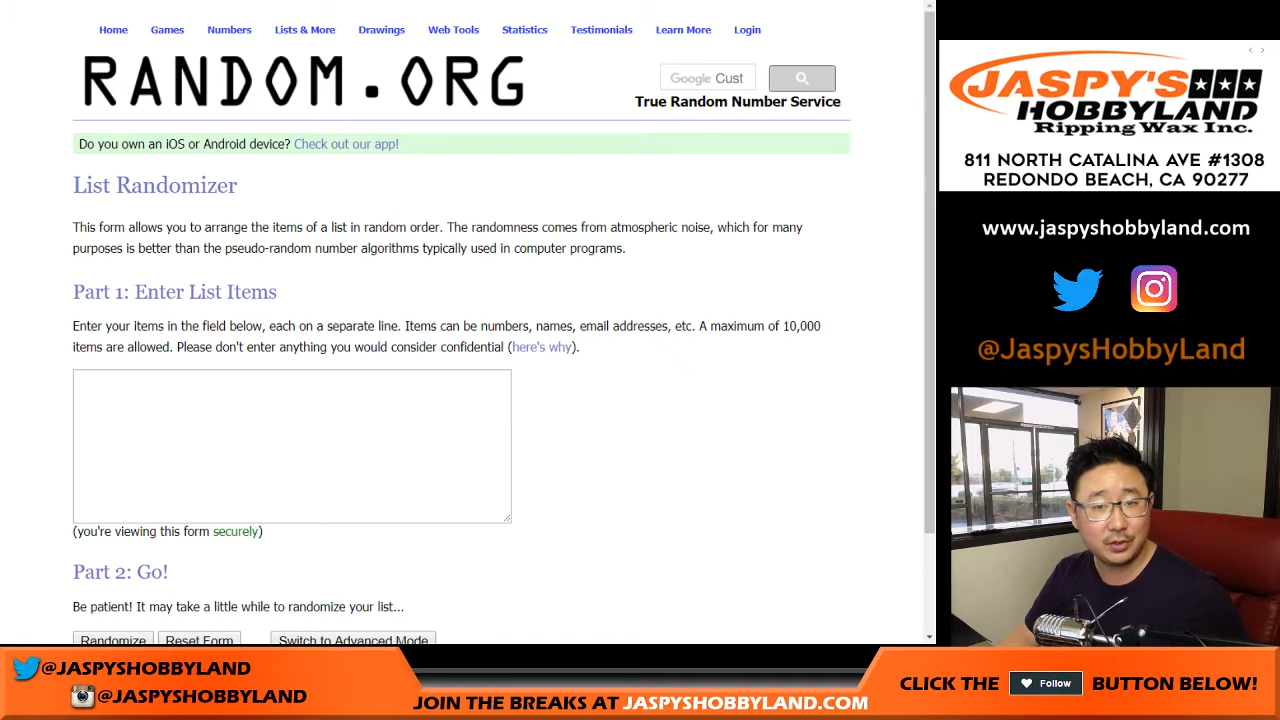 Home Games Numbers Lists & More Drawings Web Tools Statistics Testimonials Learn More Login
RANDOM.ORG
Google Cust
True Random Number Service
Do you own an iOS or Android device? Check out our app!
List Randomizer
This form allows you to arrange the items of a list in random order. The randomness comes from atmospheric noise, which for many
purposes is better than the pseudo-random number algorithms typically used in computer programs.
Part 1: Enter List Items
Enter your items in the field below, each on a separate line. Items can be numbers, names, email addresses, etc. A maximum of 10,000
items are allowed. Please don't enter anything you would consider confidential (here's why).
(you're viewing this form securely)
Part 2: Go!
Be patient! It may take a little while to randomize your list...
Randomize Reset Form Switch to Advanced Mode
JASPY'S
HOBBYLAND
Ripping Wax Inc.
811 NORTH CATALINA AVE #1308
REDONDO BEACH, CA 90277
www.jaspyshobbyland.com
@JaspysHobbyLand
@JASPYSHOBBYLAND
@JASPYSHOBBYLAND
JOIN THE BREAKS AT JASPYSHOBBYLAND.COM
CLICK THE Follow BUTTON BELOW!